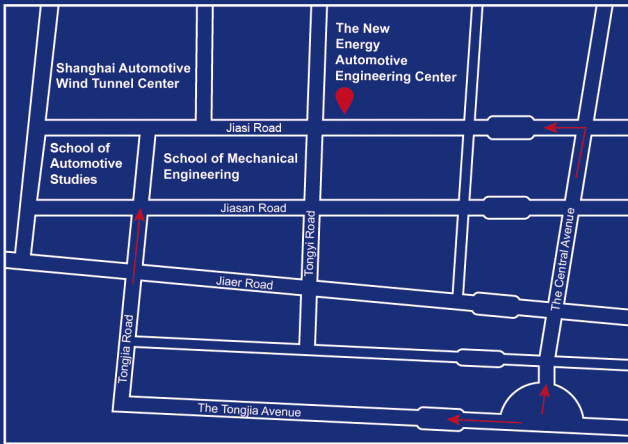 The New
Energy
Automotive
Engineering Center
Shanghai Automotive
Wind Tunnel Center
Jiasi Road
School of
Automotive
Studies
School of Mechanical
Engineering
Jiasan Road
Tongyi Road
The Central Avenue
Jiaer Road
Tongjia Road
The Tongjia Avenue